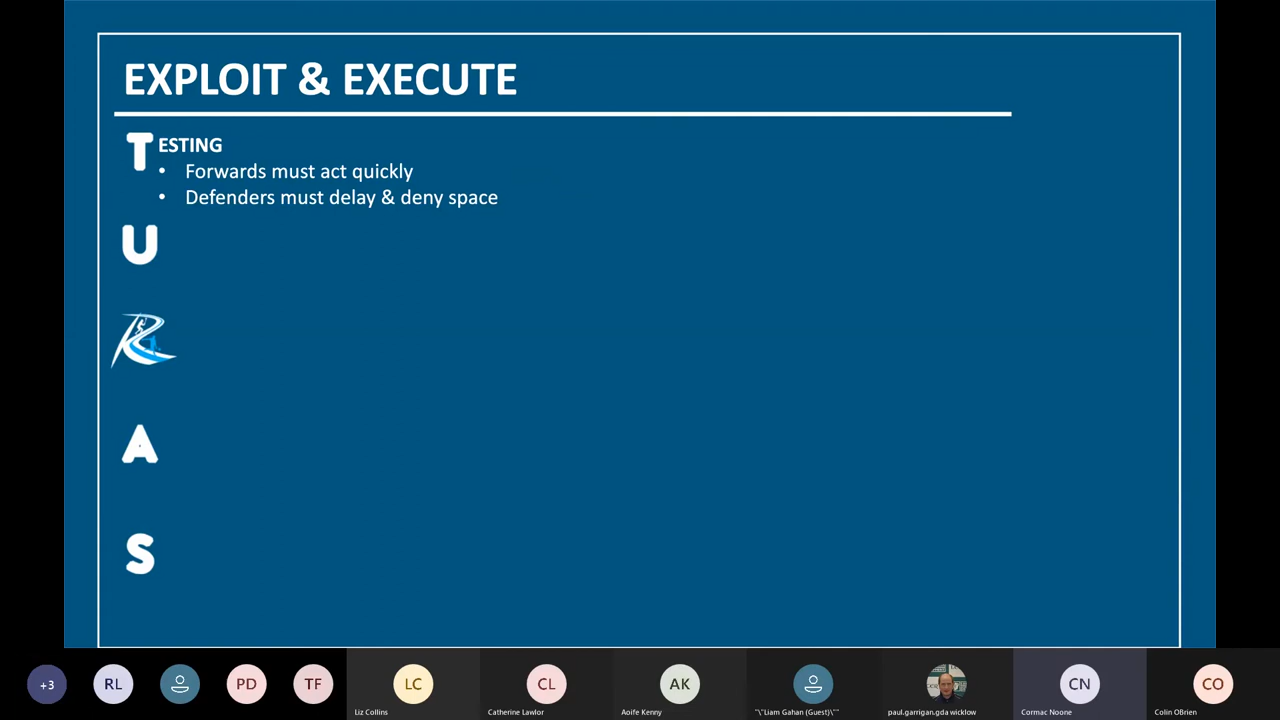 EXPLOIT & EXECUTE
TESTING
• Forwards must act quickly
• Defenders must delay & deny space
U
R
A
S
+3
RL
PD
TF
LC
CL
AK
CN
CO
Liz Collins
Catherine Lawlor
Aoife Kenny
"\"Liam Gahan (Guest)\""
paul.garrigan.gda wicklow
Cormac Noone
Colin OBrien